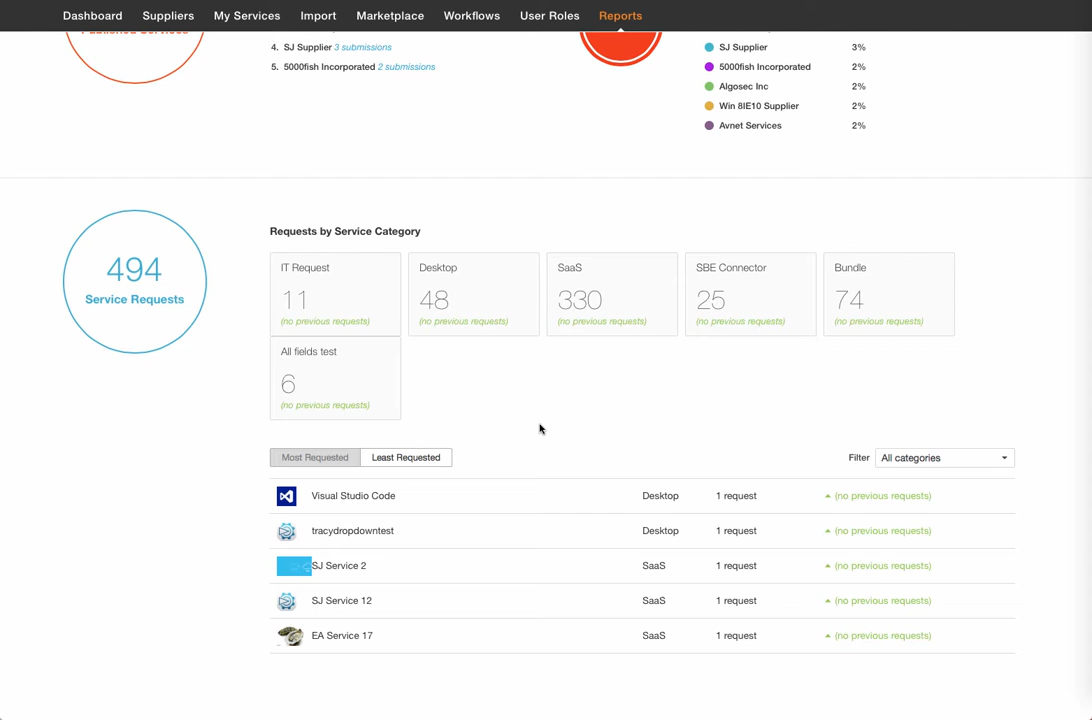 Dashboard Suppliers My Services Import Marketplace Workflows User Roles Reports
Published Services
4. SJ Supplier 3 submissions
5. 5000fish Incorporated 2 submissions
SJ Supplier 3%
5000fish Incorporated 2%
Algosec Inc 2%
Win 8IE10 Supplier 2%
Avnet Services 2%
494
Service Requests
Requests by Service Category
IT Request
11
(no previous requests)
Desktop
48
(no previous requests)
SaaS
330
(no previous requests)
SBE Connector
25
(no previous requests)
Bundle
74
(no previous requests)
All fields test
6
(no previous requests)
Most Requested Least Requested Filter All categories
Visual Studio Code Desktop 1 request (no previous requests)
tracydropdowntest Desktop 1 request (no previous requests)
SJ Service 2 SaaS 1 request (no previous requests)
SJ Service 12 SaaS 1 request (no previous requests)
EA Service 17 SaaS 1 request (no previous requests)